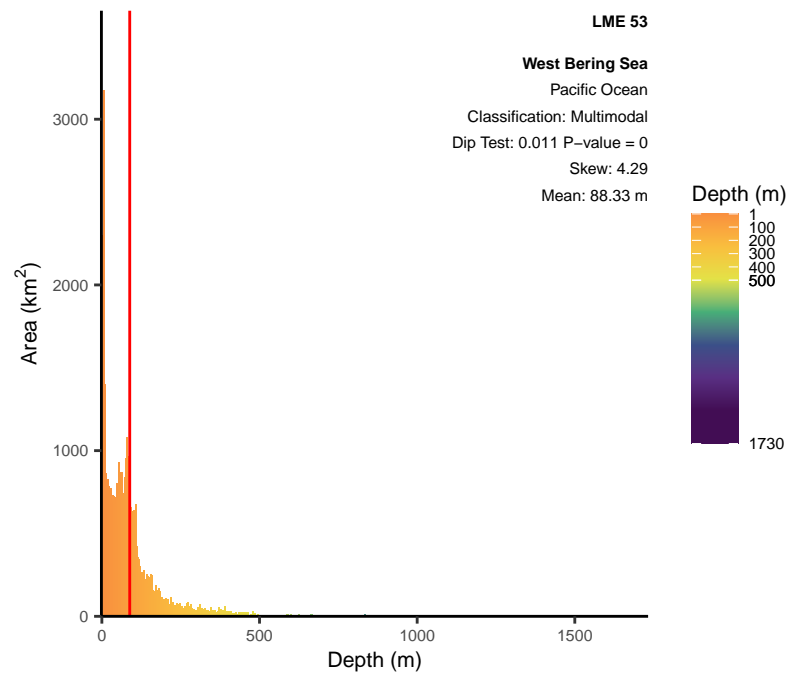 LME 53
West Bering Sea
Pacific Ocean
Classification: Multimodal
Dip Test: 0.011 P−value = 0
Skew: 4.29
Mean: 88.33 m
Area (km²)
3000
2000
1000
0
0 500 1000 1500
Depth (m)
Depth (m)
1
100
200
300
400
500
1730